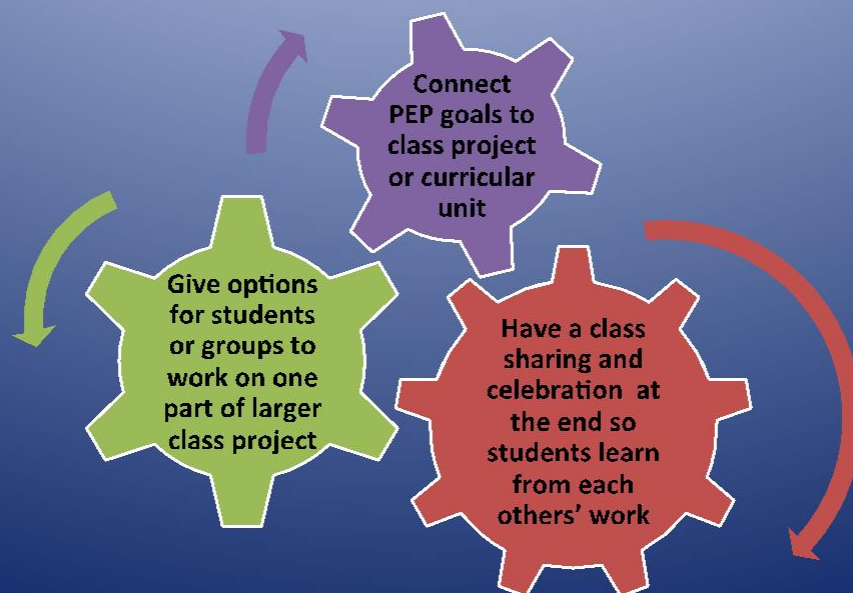 Connect
PEP goals to
class project
or curricular
unit
Give options
for students
or groups to
work on one
part of larger
class project
Have a class
sharing and
celebration at
the end so
students learn
from each
others’ work